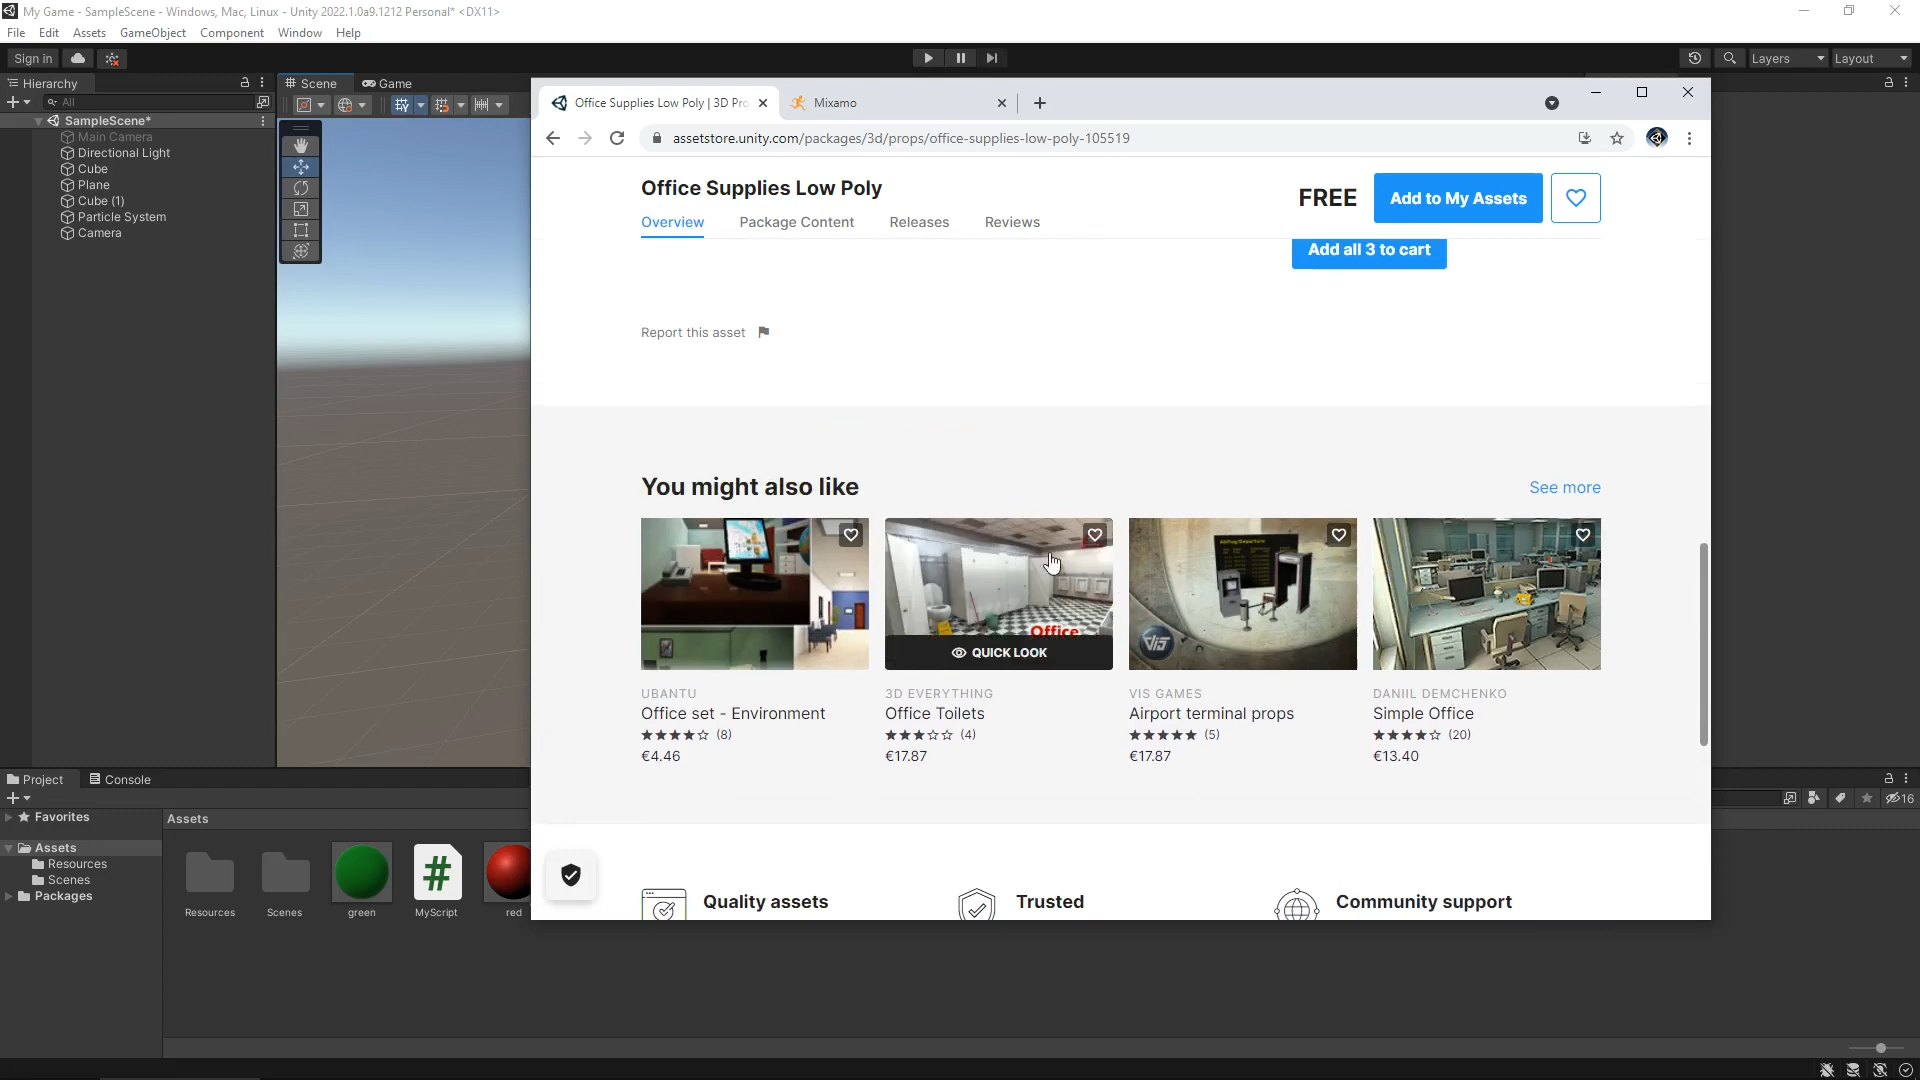 My Game - SampleScene - Windows, Mac, Linux - Unity 2022.1.0a9.1212 Personal* <DX11>
File Edit Assets GameObject Component Window Help
Sign in
Layers Layout
Hierarchy
Scene Game
All
SampleScene*
Main Camera
Directional Light
Cube
Plane
Cube (1)
Particle System
Camera
Office Supplies Low Poly | 3D Pro
Mixamo
assetstore.unity.com/packages/3d/props/office-supplies-low-poly-105519
Office Supplies Low Poly
FREE
Add to My Assets
Overview Package Content Releases Reviews
Add all 3 to cart
Report this asset
You might also like
See more
Office
QUICK LOOK
UBANTU
Office set - Environment
(8)
€4.46
3D EVERYTHING
Office Toilets
(4)
€17.87
VIS GAMES
Airport terminal props
(5)
€17.87
DANIIL DEMCHENKO
Simple Office
(20)
€13.40
Quality assets
Trusted
Community support
Project Console
16
Favorites
Assets
Resources
Scenes
Packages
Assets
Resources
Scenes
green
MyScript
red